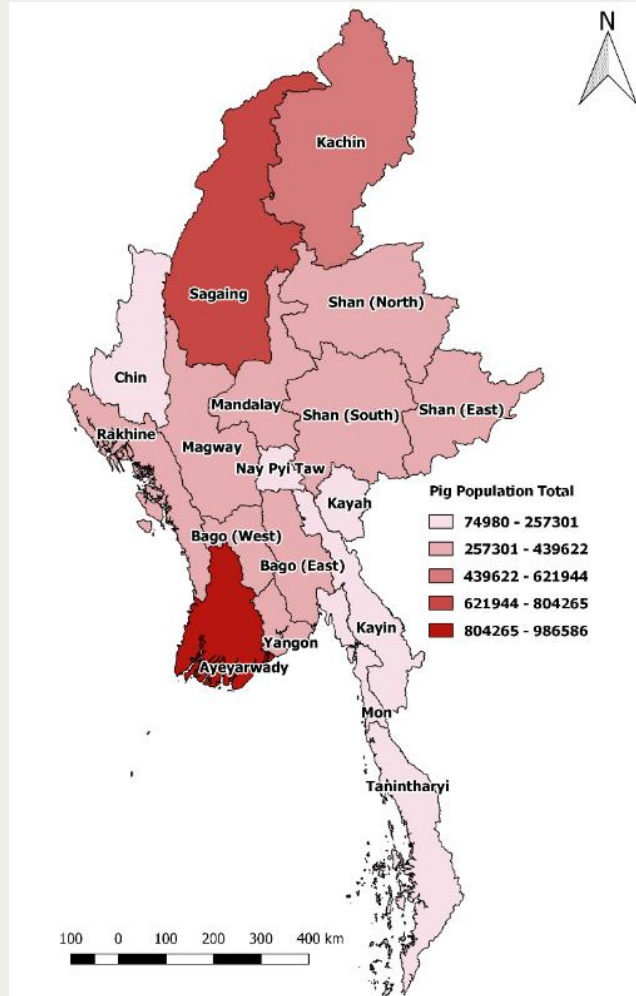 N
Kachin
Sagaing
Shan (North)
Chin
Mandalay
Shan (South)
Shan (East)
Rakhine
Magway
Nay Pyi Taw
Kayah
Pig Population Total
74980 - 257301
257301 - 439622
439622 - 621944
621944 - 804265
804265 - 986586
Bago (West)
Bago (East)
Kayin
Yangon
Ayeyarwady
Mon
Tanintharyi
100 0 100 200 300 400 km